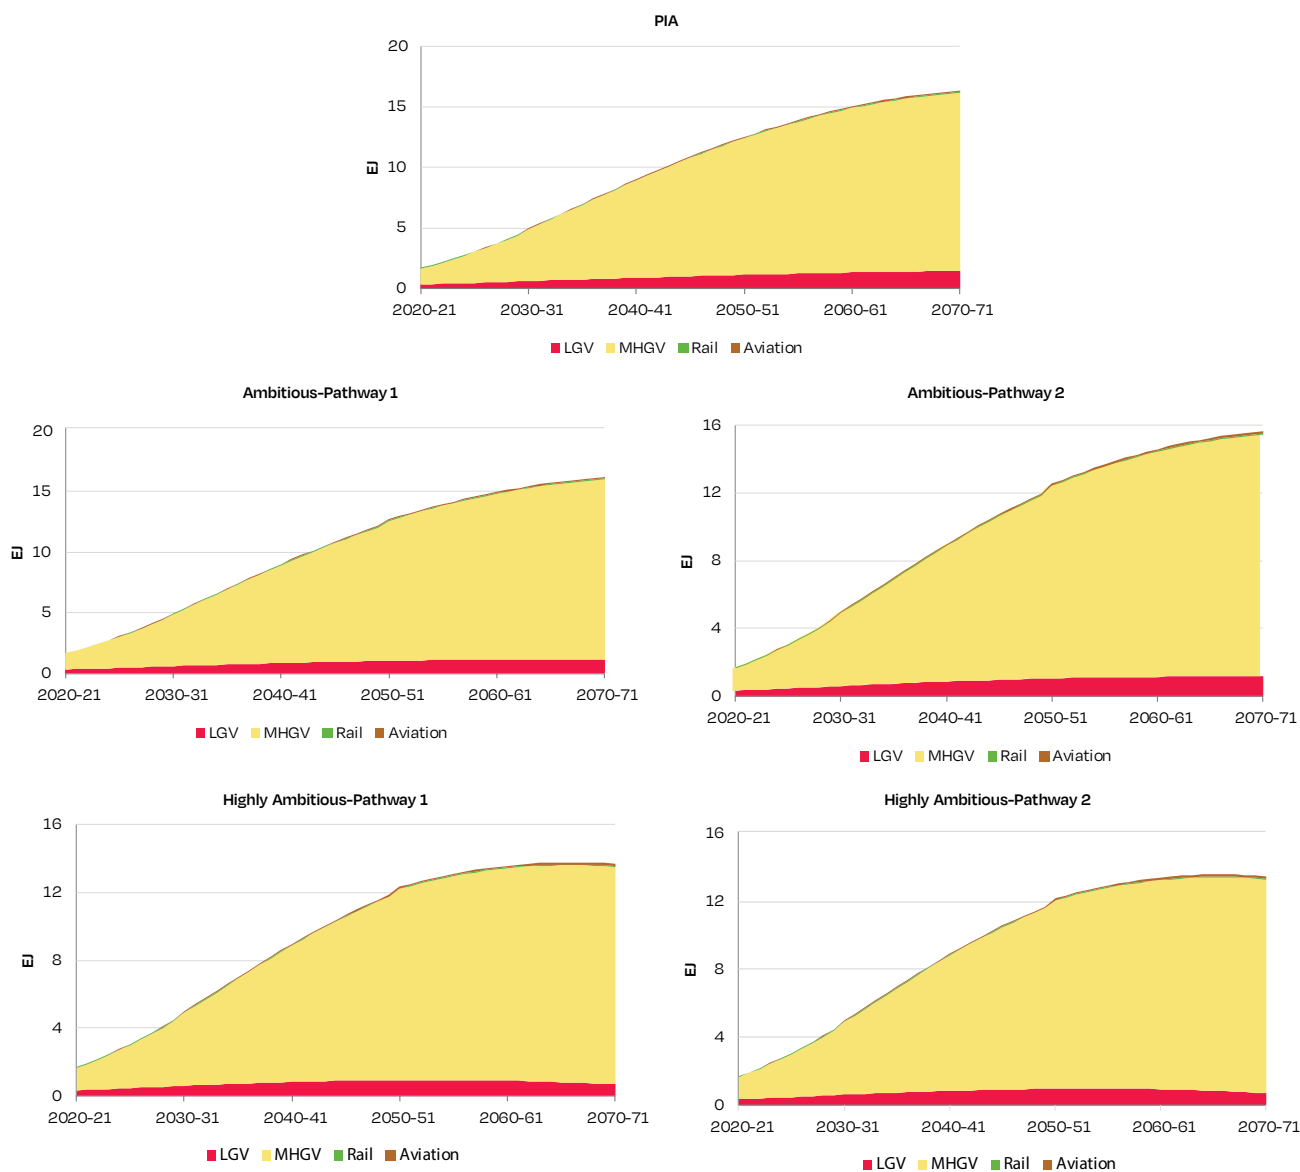 PIA
20
15
10
5
0
EJ
2020-21 2030-31 2040-41 2050-51 2060-61 2070-71
LGV MHGV Rail Aviation
Ambitious-Pathway 1
20
15
10
5
0
EJ
2020-21 2030-31 2040-41 2050-51 2060-61 2070-71
LGV MHGV Rail Aviation
Ambitious-Pathway 2
16
12
8
4
0
EJ
2020-21 2030-31 2040-41 2050-51 2060-61 2070-71
LGV MHGV Rail Aviation
Highly Ambitious-Pathway 1
16
12
8
4
0
EJ
2020-21 2030-31 2040-41 2050-51 2060-61 2070-71
LGV MHGV Rail Aviation
Highly Ambitious-Pathway 2
16
12
8
4
0
EJ
2020-21 2030-31 2040-41 2050-51 2060-61 2070-71
LGV MHGV Rail Aviation